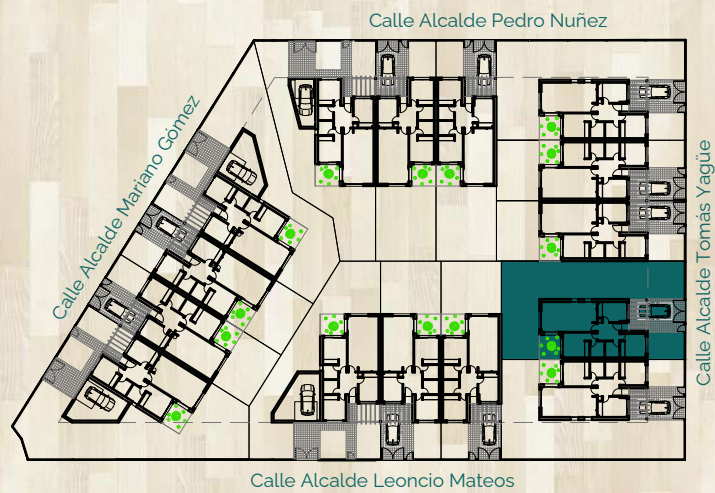 Calle Alcalde Pedro Nuñez
Calle Alcalde Mariano Gómez
Calle Alcalde Tomás Yagüe
Calle Alcalde Leoncio Mateos